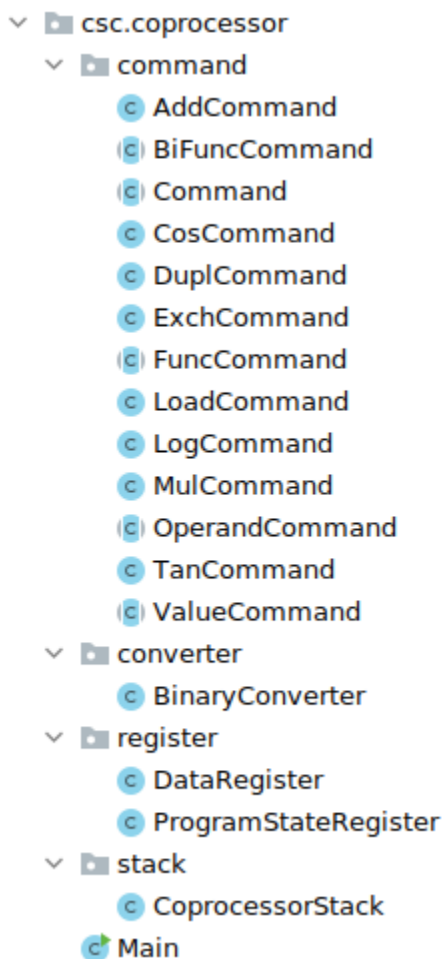 csc.coprocessor
command
AddCommand
BiFuncCommand
Command
CosCommand
DuplCommand
ExchCommand
FuncCommand
LoadCommand
LogCommand
MulCommand
OperandCommand
TanCommand
ValueCommand
converter
BinaryConverter
register
DataRegister
ProgramStateRegister
stack
CoprocessorStack
Main